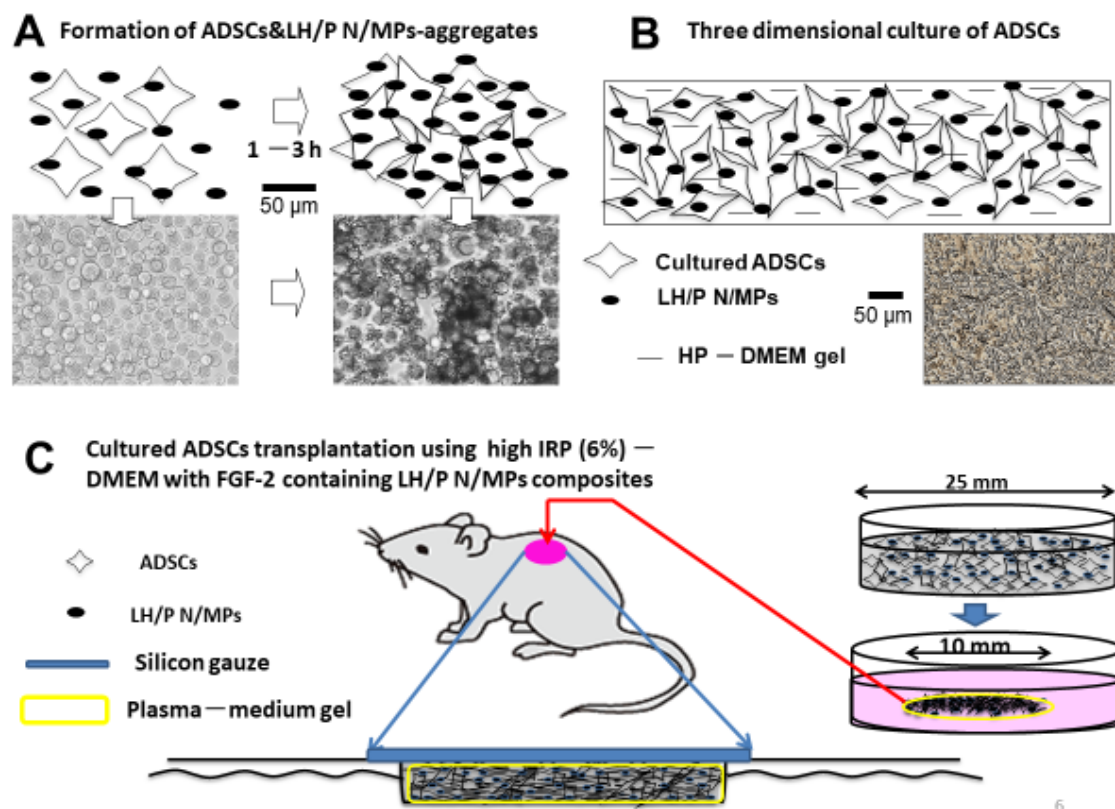 A Formation of ADSCs&LH/P N/MPs-aggregates
1 — 3 h
50 µm
B Three dimensional culture of ADSCs
Cultured ADSCs
LH/P N/MPs
50 µm
— HP — DMEM gel
C Cultured ADSCs transplantation using high IRP (6%) —
DMEM with FGF-2 containing LH/P N/MPs composites
ADSCs
LH/P N/MPs
Silicon gauze
Plasma — medium gel
25 mm
10 mm
6